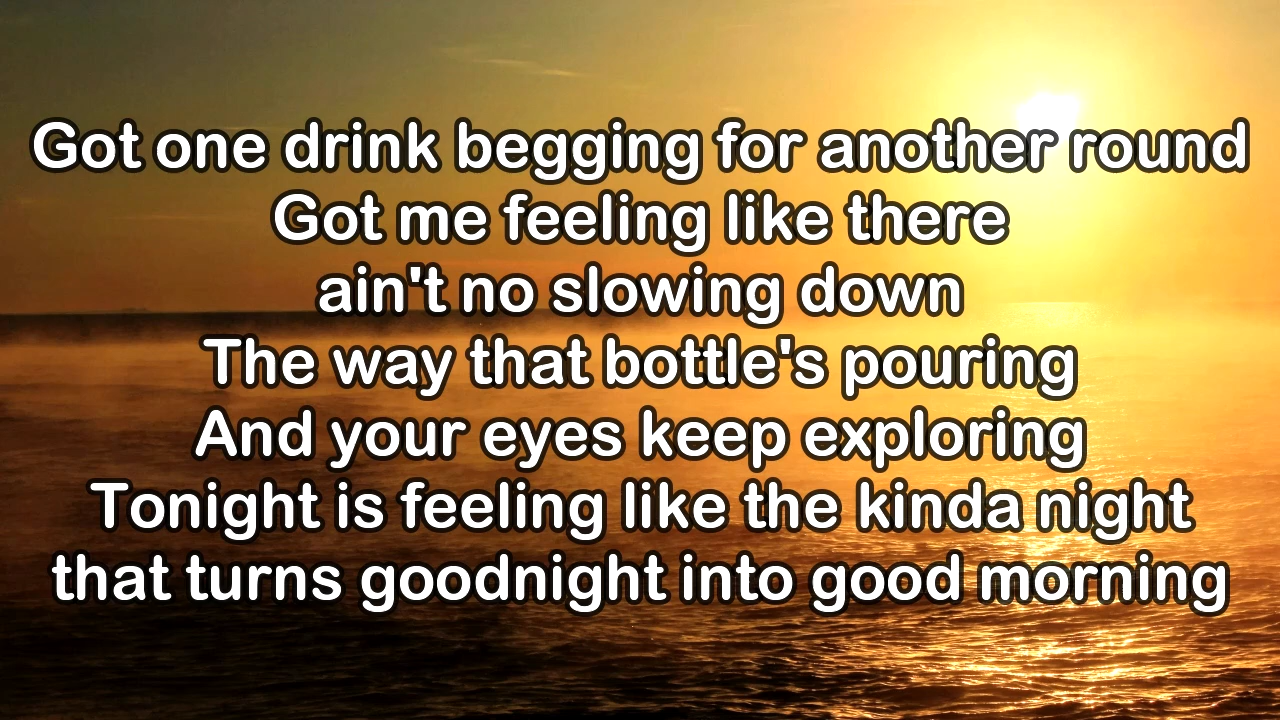 Got one drink begging for another round
Got me feeling like there
ain't no slowing down
The way that bottle's pouring
And your eyes keep exploring
Tonight is feeling like the kinda night
that turns goodnight into good morning